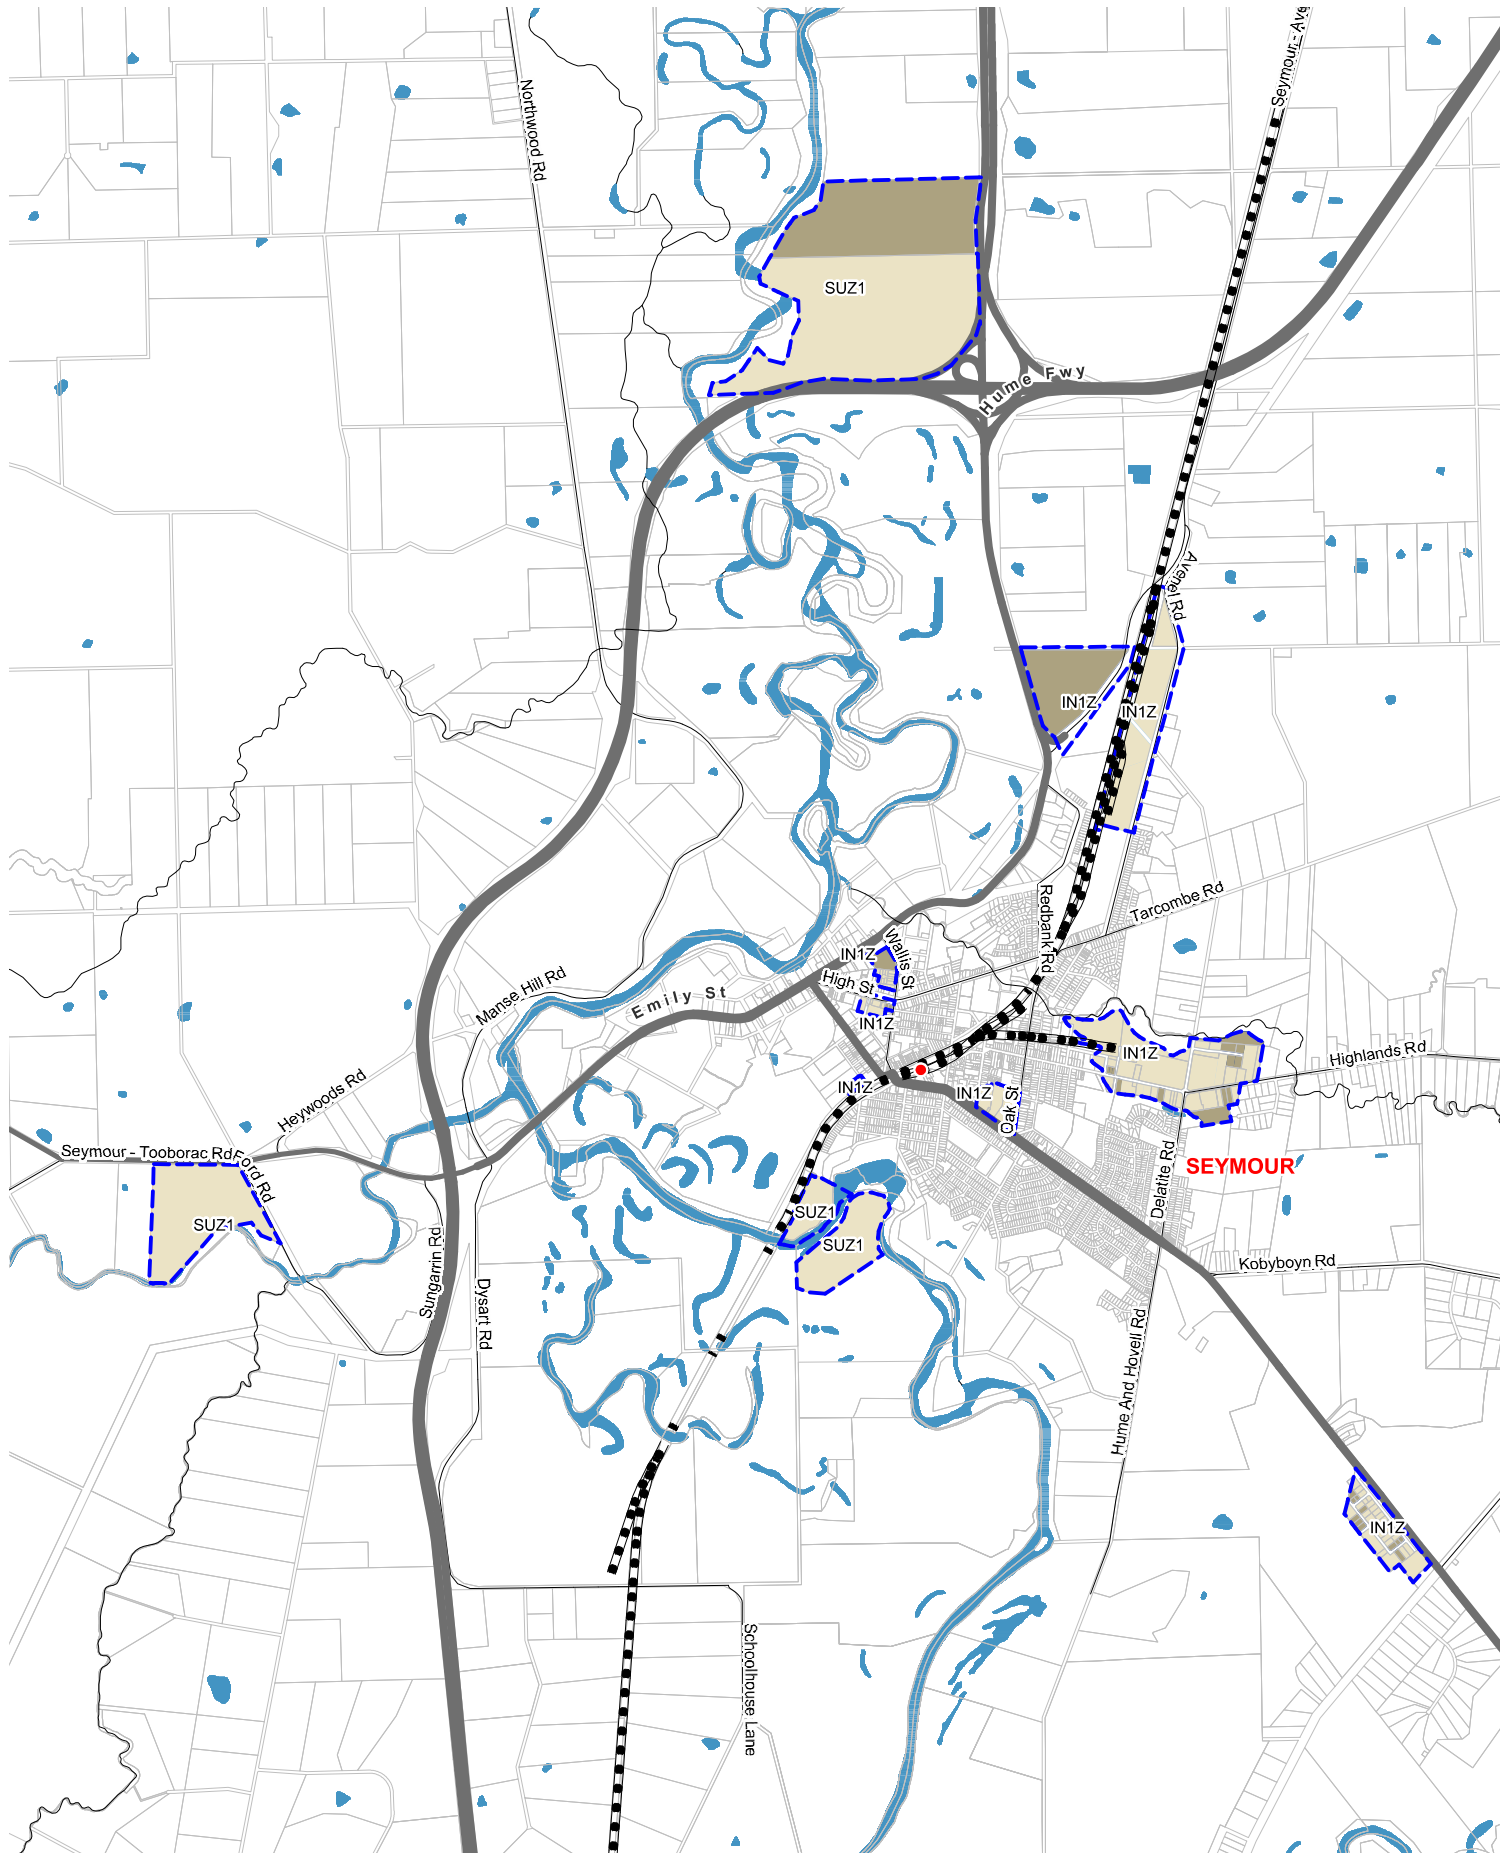 Seymour - Ave
Northwood Rd
SUZ1
Hume Fwy
Avenel Rd
IN1Z
IN1Z
Redbank Rd
Tarcombe Rd
Wallis St
IN1Z
High St
Manse Hill Rd
Emily St
IN1Z
IN1Z
Highlands Rd
Heywoods Rd
IN1Z
IN1Z
Oak St
Seymour - Tooborac Rd
Ford Rd
SEYMOUR
Delatite Rd
SUZ1
SUZ1
SUZ1
Sungarrin Rd
Kobyboyn Rd
Dysart Rd
Hume And Hovell Rd
IN1Z
Schoolhouse Lane